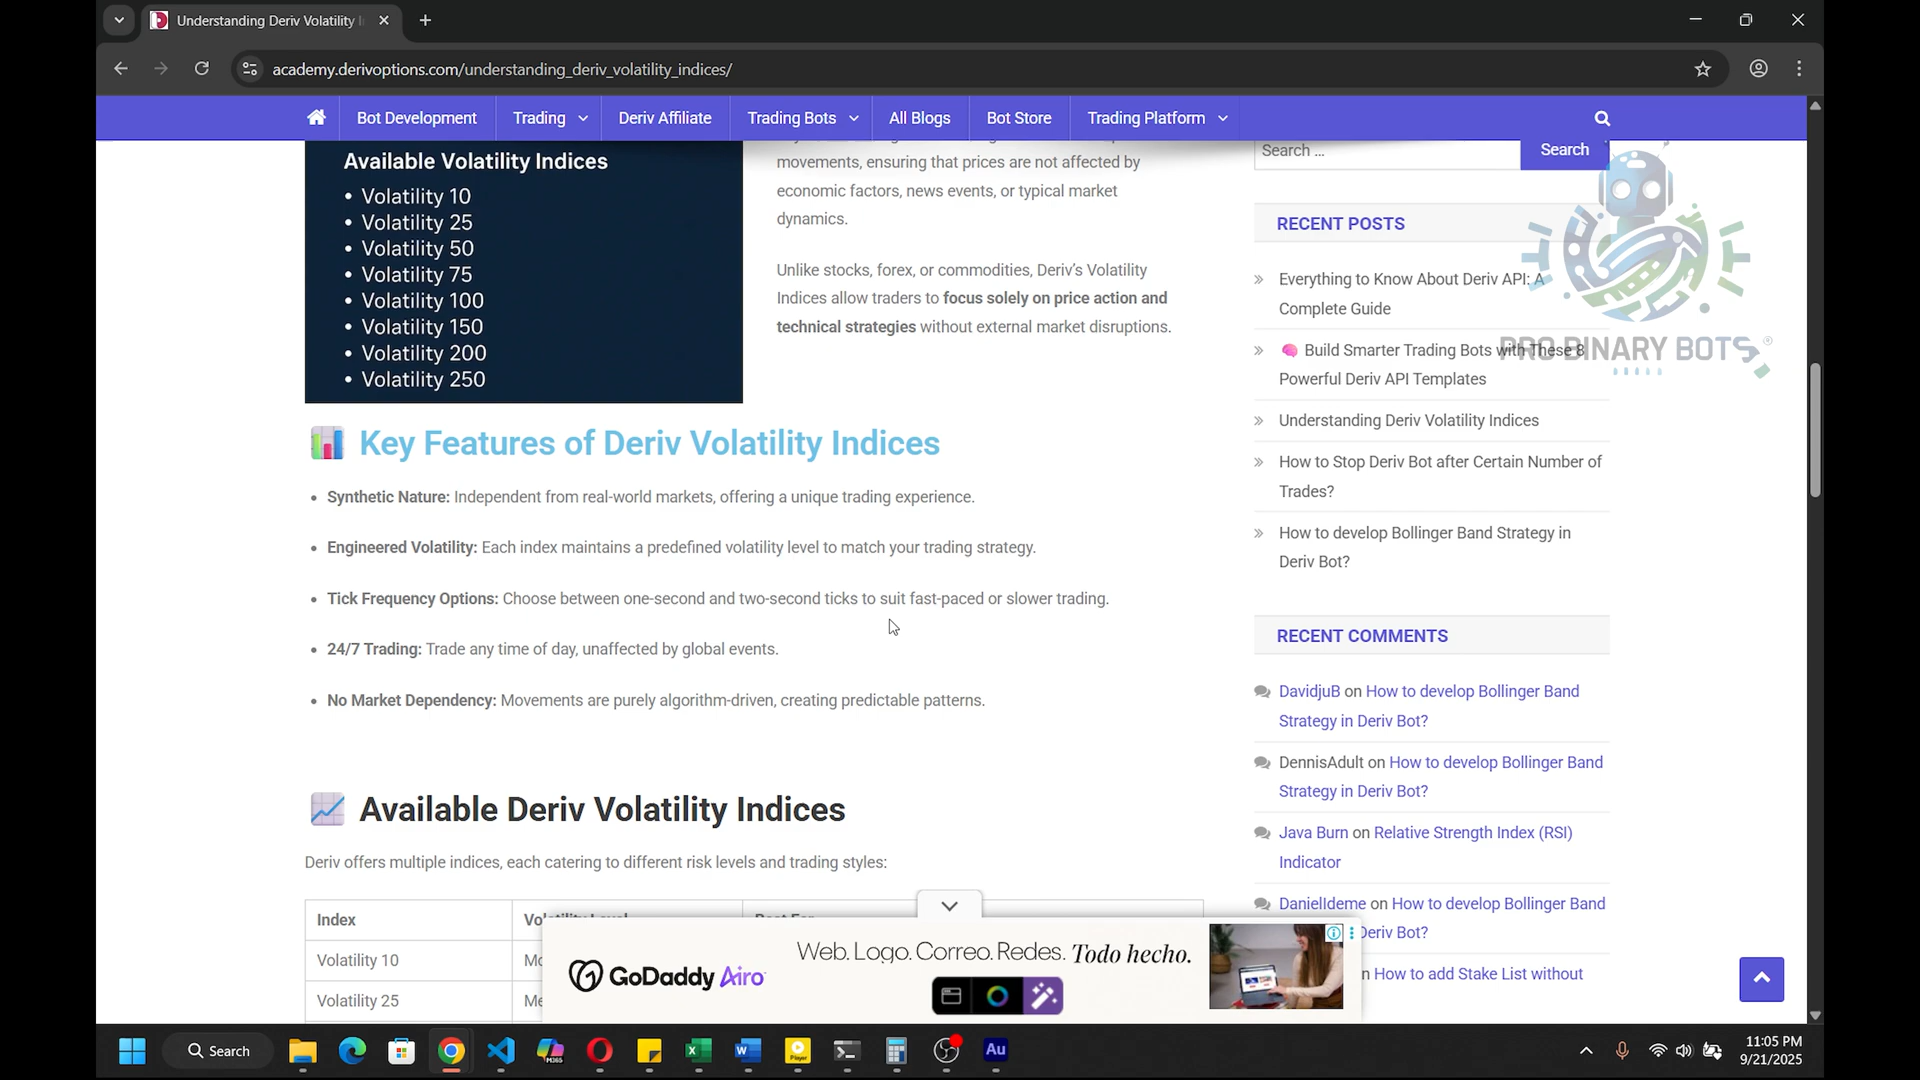 Understanding Deriv Volatility I
academy.derivoptions.com/understanding_deriv_volatility_indices/
Bot Development
Trading
Deriv Affiliate
Trading Bots
All Blogs
Bot Store
Trading Platform
Available Volatility Indices
• Volatility 10
• Volatility 25
• Volatility 50
• Volatility 75
• Volatility 100
• Volatility 150
• Volatility 200
• Volatility 250
movements, ensuring that prices are not affected by
economic factors, news events, or typical market
dynamics.
Unlike stocks, forex, or commodities, Deriv's Volatility
Indices allow traders to focus solely on price action and
technical strategies without external market disruptions.
Key Features of Deriv Volatility Indices
• Synthetic Nature: Independent from real-world markets, offering a unique trading experience.
• Engineered Volatility: Each index maintains a predefined volatility level to match your trading strategy.
• Tick Frequency Options: Choose between one-second and two-second ticks to suit fast-paced or slower trading.
• 24/7 Trading: Trade any time of day, unaffected by global events.
• No Market Dependency: Movements are purely algorithm-driven, creating predictable patterns.
Available Deriv Volatility Indices
Deriv offers multiple indices, each catering to different risk levels and trading styles:
Index
Volatility 10
Volatility 25
Search …
Search
RECENT POSTS
Everything to Know About Deriv API: A
Complete Guide
Build Smarter Trading Bots with These 8
Powerful Deriv API Templates
Understanding Deriv Volatility Indices
How to Stop Deriv Bot after Certain Number of
Trades?
How to develop Bollinger Band Strategy in
Deriv Bot?
RECENT COMMENTS
DavidjuB on How to develop Bollinger Band
Strategy in Deriv Bot?
DennisAdult on How to develop Bollinger Band
Strategy in Deriv Bot?
Java Burn on Relative Strength Index (RSI)
Indicator
DanielIdeme on How to develop Bollinger Band
Deriv Bot?
n How to add Stake List without
PRO BINARY BOTS
GoDaddy Airo
Web. Logo. Correo. Redes. Todo hecho.
Search
M365
Player
Au
11:05 PM
9/21/2025